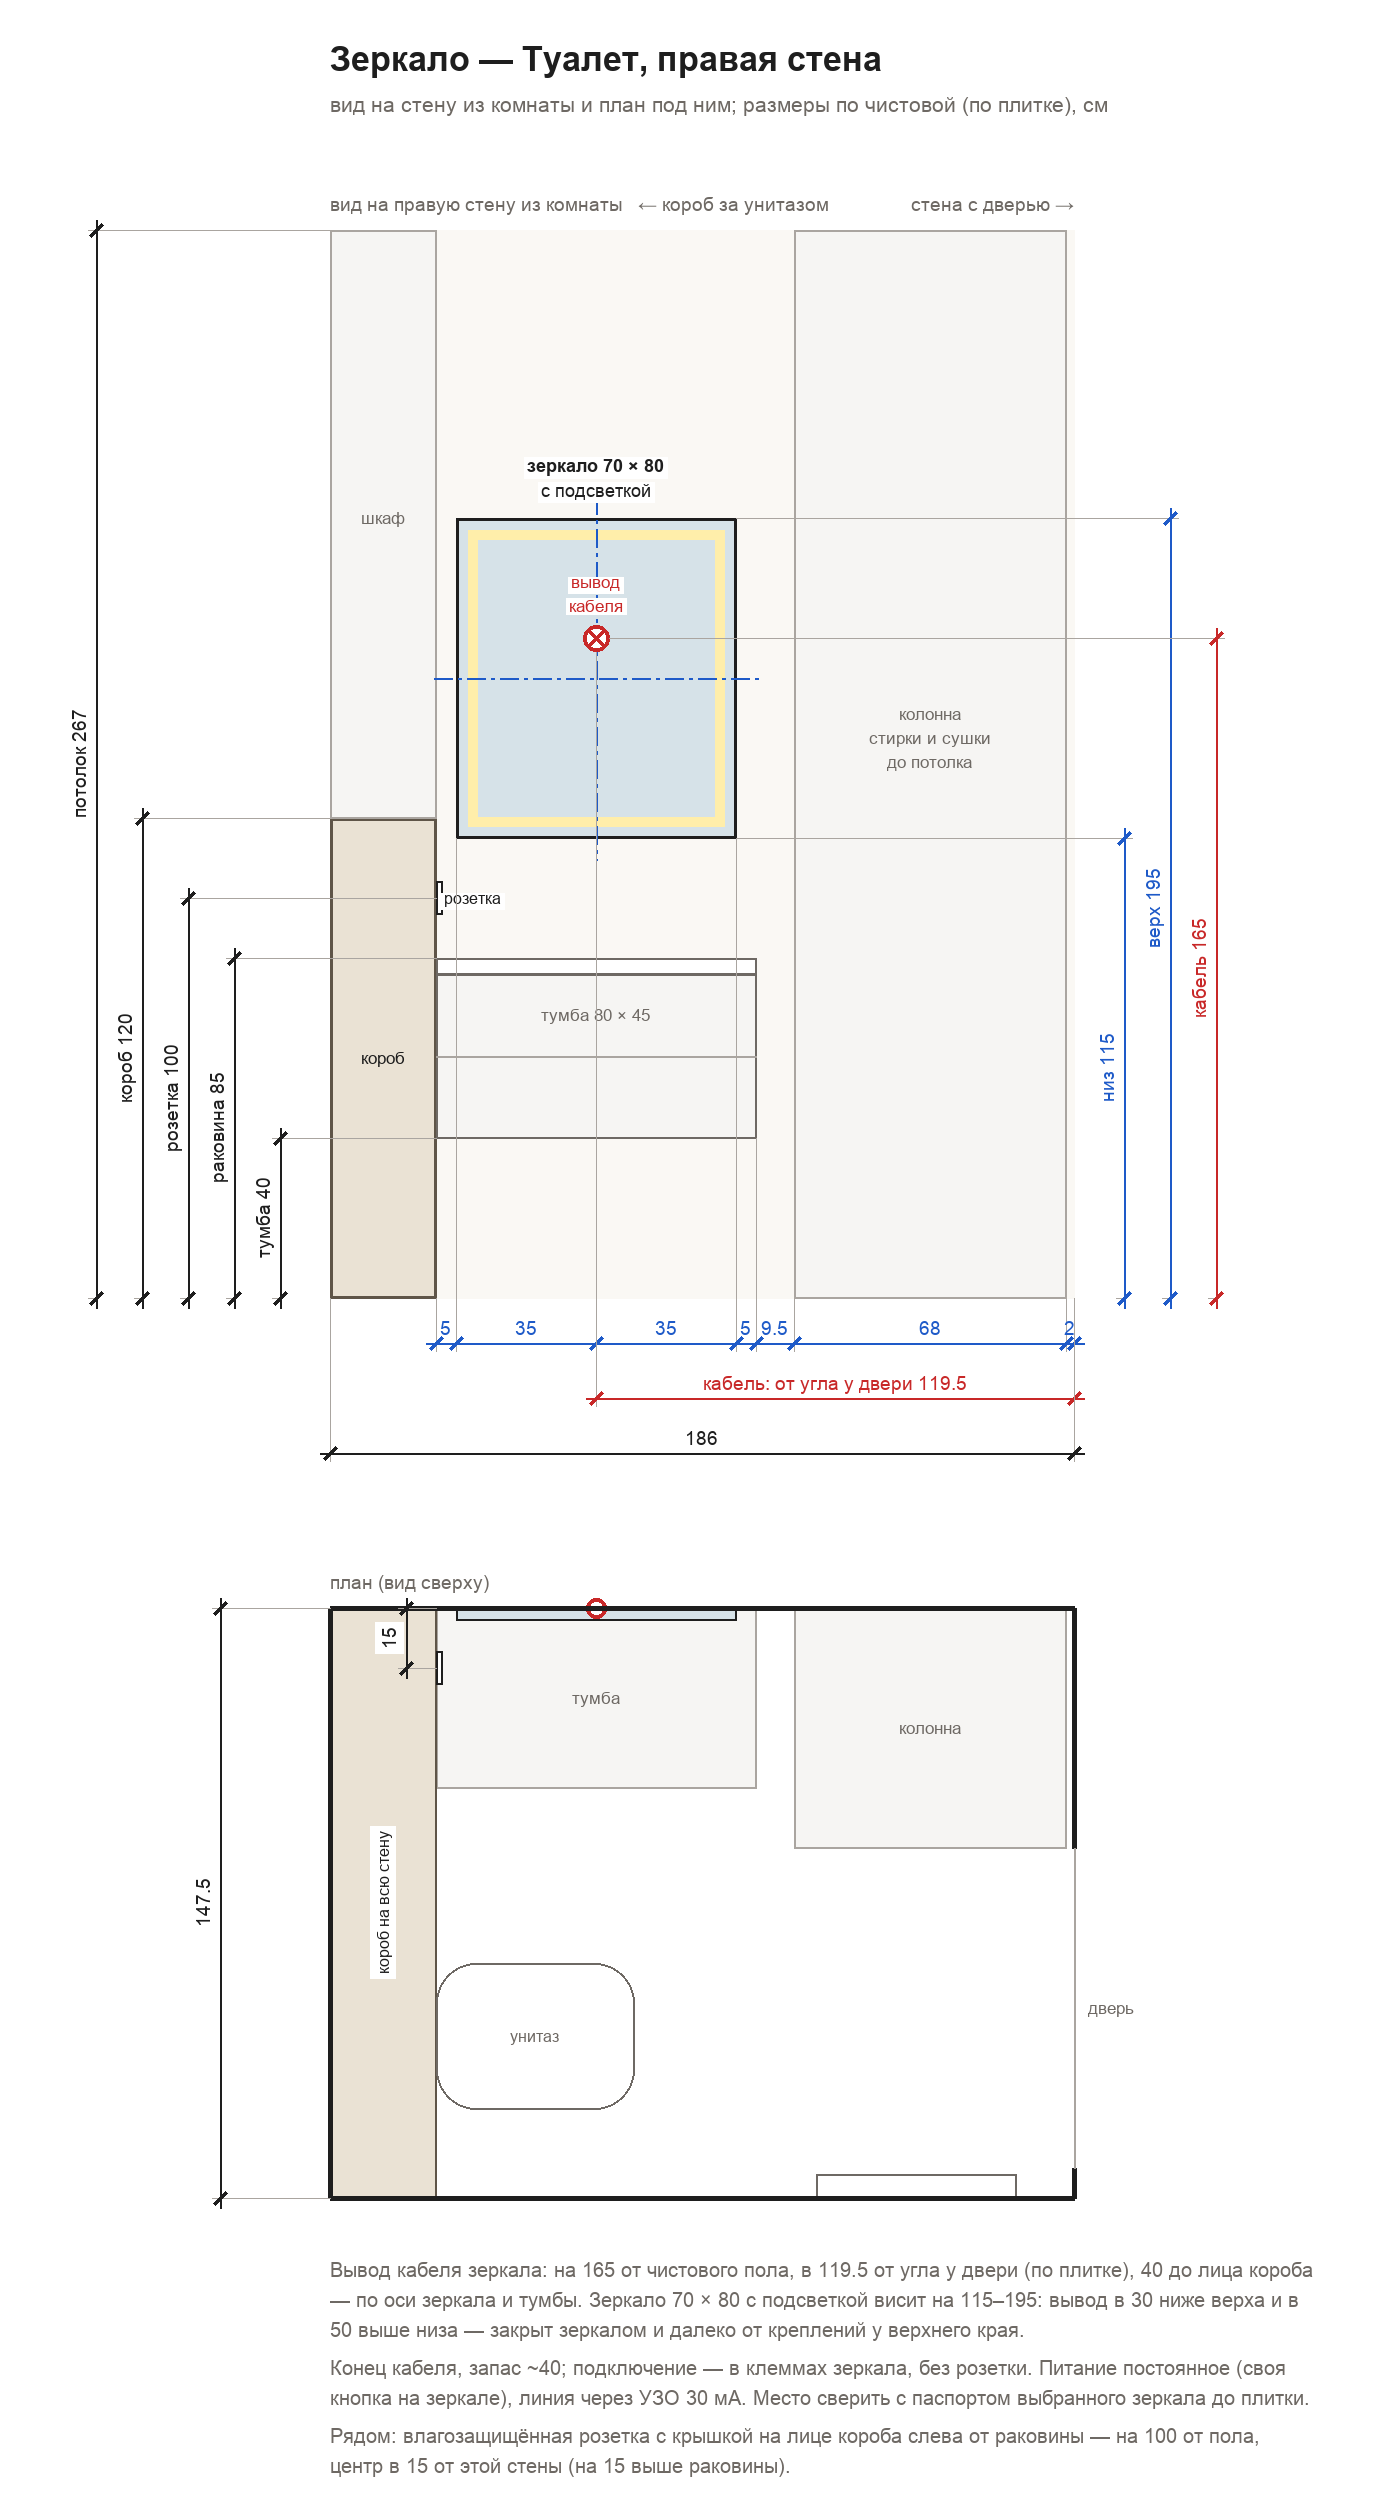 Зеркало — Туалет, правая стена
вид на стену из комнаты и план под ним; размеры по чистовой (по плитке), см
вид на правую стену из комнаты ← короб за унитазом стена с дверью →
зеркало 70 × 80
с подсветкой
шкаф
вывод
кабеля
колонна
стирки и сушки
до потолка
потолок 267
розетка
верх 195
кабель 165
тумба 80 × 45
короб
короб 120
розетка 100
раковина 85
тумба 40
низ 115
5 35 35 5 9.5 68 2
кабель: от угла у двери 119.5
186
план (вид сверху)
15
тумба
колонна
147.5
короб на всю стену
унитаз
дверь
Вывод кабеля зеркала: на 165 от чистового пола, в 119.5 от угла у двери (по плитке), 40 до лица короба
— по оси зеркала и тумбы. Зеркало 70 × 80 с подсветкой висит на 115–195: вывод в 30 ниже верха и в
50 выше низа — закрыт зеркалом и далеко от креплений у верхнего края.
Конец кабеля, запас ~40; подключение — в клеммах зеркала, без розетки. Питание постоянное (своя
кнопка на зеркале), линия через УЗО 30 мА. Место сверить с паспортом выбранного зеркала до плитки.
Рядом: влагозащищённая розетка с крышкой на лице короба слева от раковины — на 100 от пола,
центр в 15 от этой стены (на 15 выше раковины).